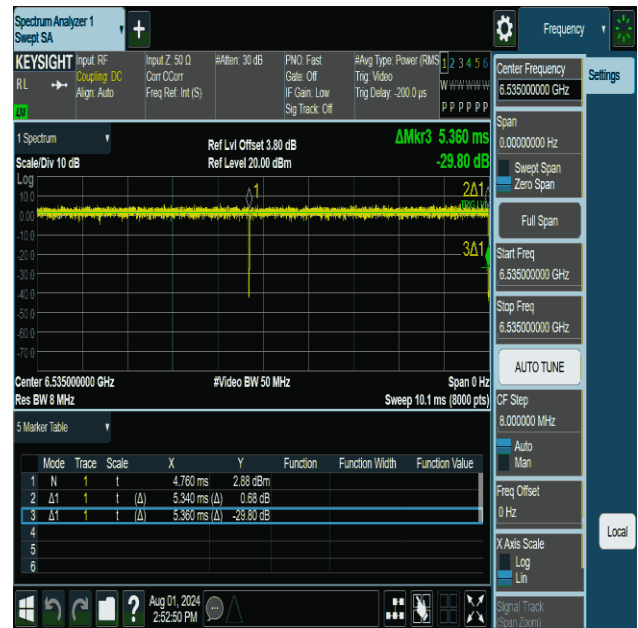 Spectrum Analyzer 1
Swept SA
Frequency
KEYSIGHT
RL
Input: RF
Coupling: DC
Align: Auto
Input Z: 50 Ω
Corr CCorr
Freq Ref: Int (S)
#Atten: 30 dB
PNO: Fast
Gate: Off
IF Gain: Low
Sig Track: Off
#Avg Type: Power (RMS
Trig: Video
Trig Delay: -200.0 µs
1 2 3 4 5 6
W W W W W W
P P P P P P
Center Frequency
6.535000000 GHz
Settings
Span
0.00000000 Hz
Swept Span
Zero Span
Full Span
Start Freq
6.535000000 GHz
Stop Freq
6.535000000 GHz
AUTO TUNE
CF Step
8.000000 MHz
Auto
Man
Freq Offset
0 Hz
X Axis Scale
Log
Lin
Signal Track
(Span Zoom)
Local
1 Spectrum
Scale/Div 10 dB
Log
Ref Lvl Offset 3.80 dB
Ref Level 20.00 dBm
ΔMkr3 5.360 ms
-29.80 dB
10.0
0.00
-10.0
-20.0
-30.0
-40.0
-50.0
-60.0
-70.0
1
2Δ1
TRIG LVL
3Δ1
Center 6.535000000 GHz
Res BW 8 MHz
#Video BW 50 MHz
Span 0 Hz
Sweep 10.1 ms (8000 pts)
5 Marker Table
Mode Trace Scale X Y Function Function Width Function Value
1 N 1 t 4.760 ms 2.88 dBm
2 Δ1 1 t (Δ) 5.340 ms (Δ) 0.68 dB
3 Δ1 1 t (Δ) 5.360 ms (Δ) -29.80 dB
4
5
6
?
Aug 01, 2024
2:52:50 PM